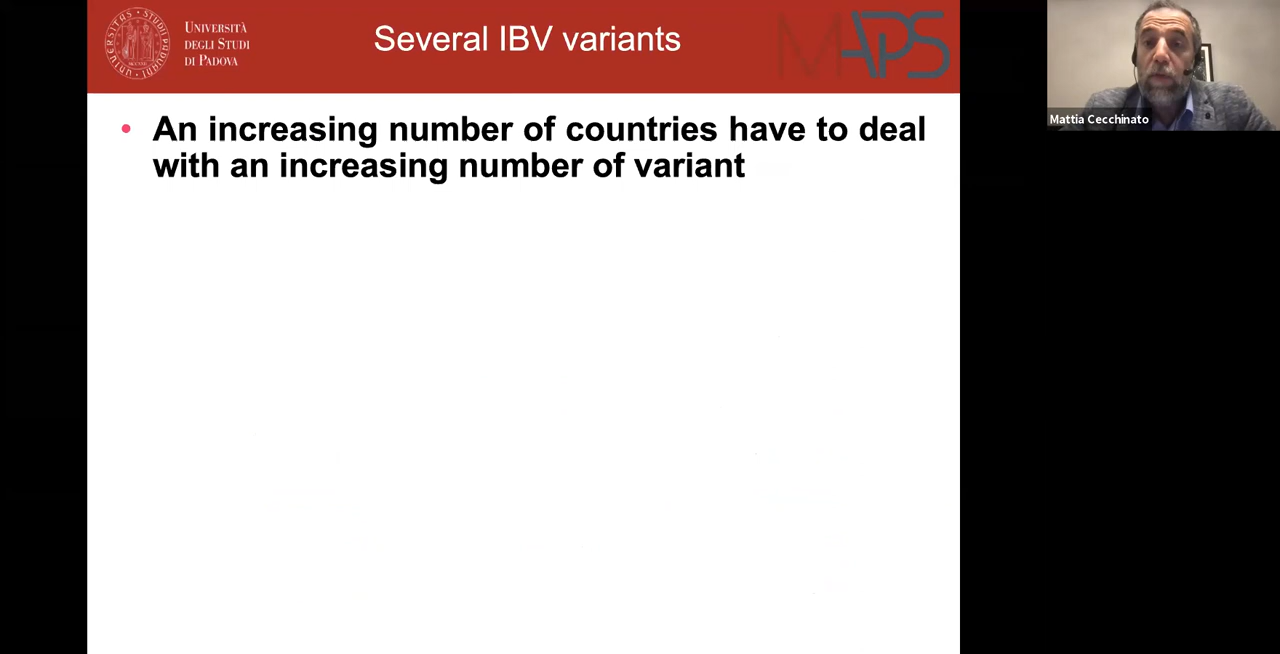 UNIVERSITÀ
DEGLI STUDI
DI PADOVA
Several IBV variants
MAPS
Mattia Cecchinato
• An increasing number of countries have to deal
with an increasing number of variant